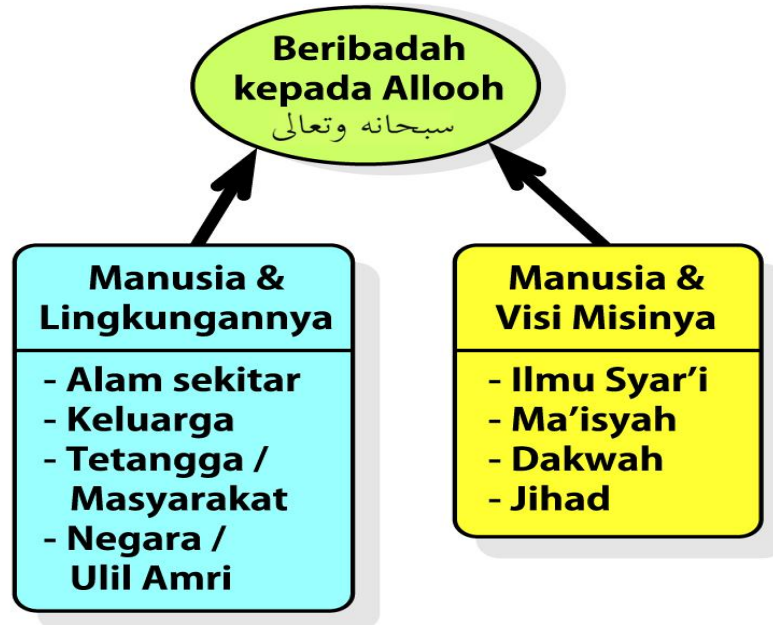 Beribadah
kepada Allooh
سبحانه وتعالى
Manusia &
Lingkungannya
- Alam sekitar
- Keluarga
- Tetangga /
Masyarakat
- Negara /
Ulil Amri
Manusia &
Visi Misinya
- Ilmu Syar’i
- Ma’isyah
- Dakwah
- Jihad